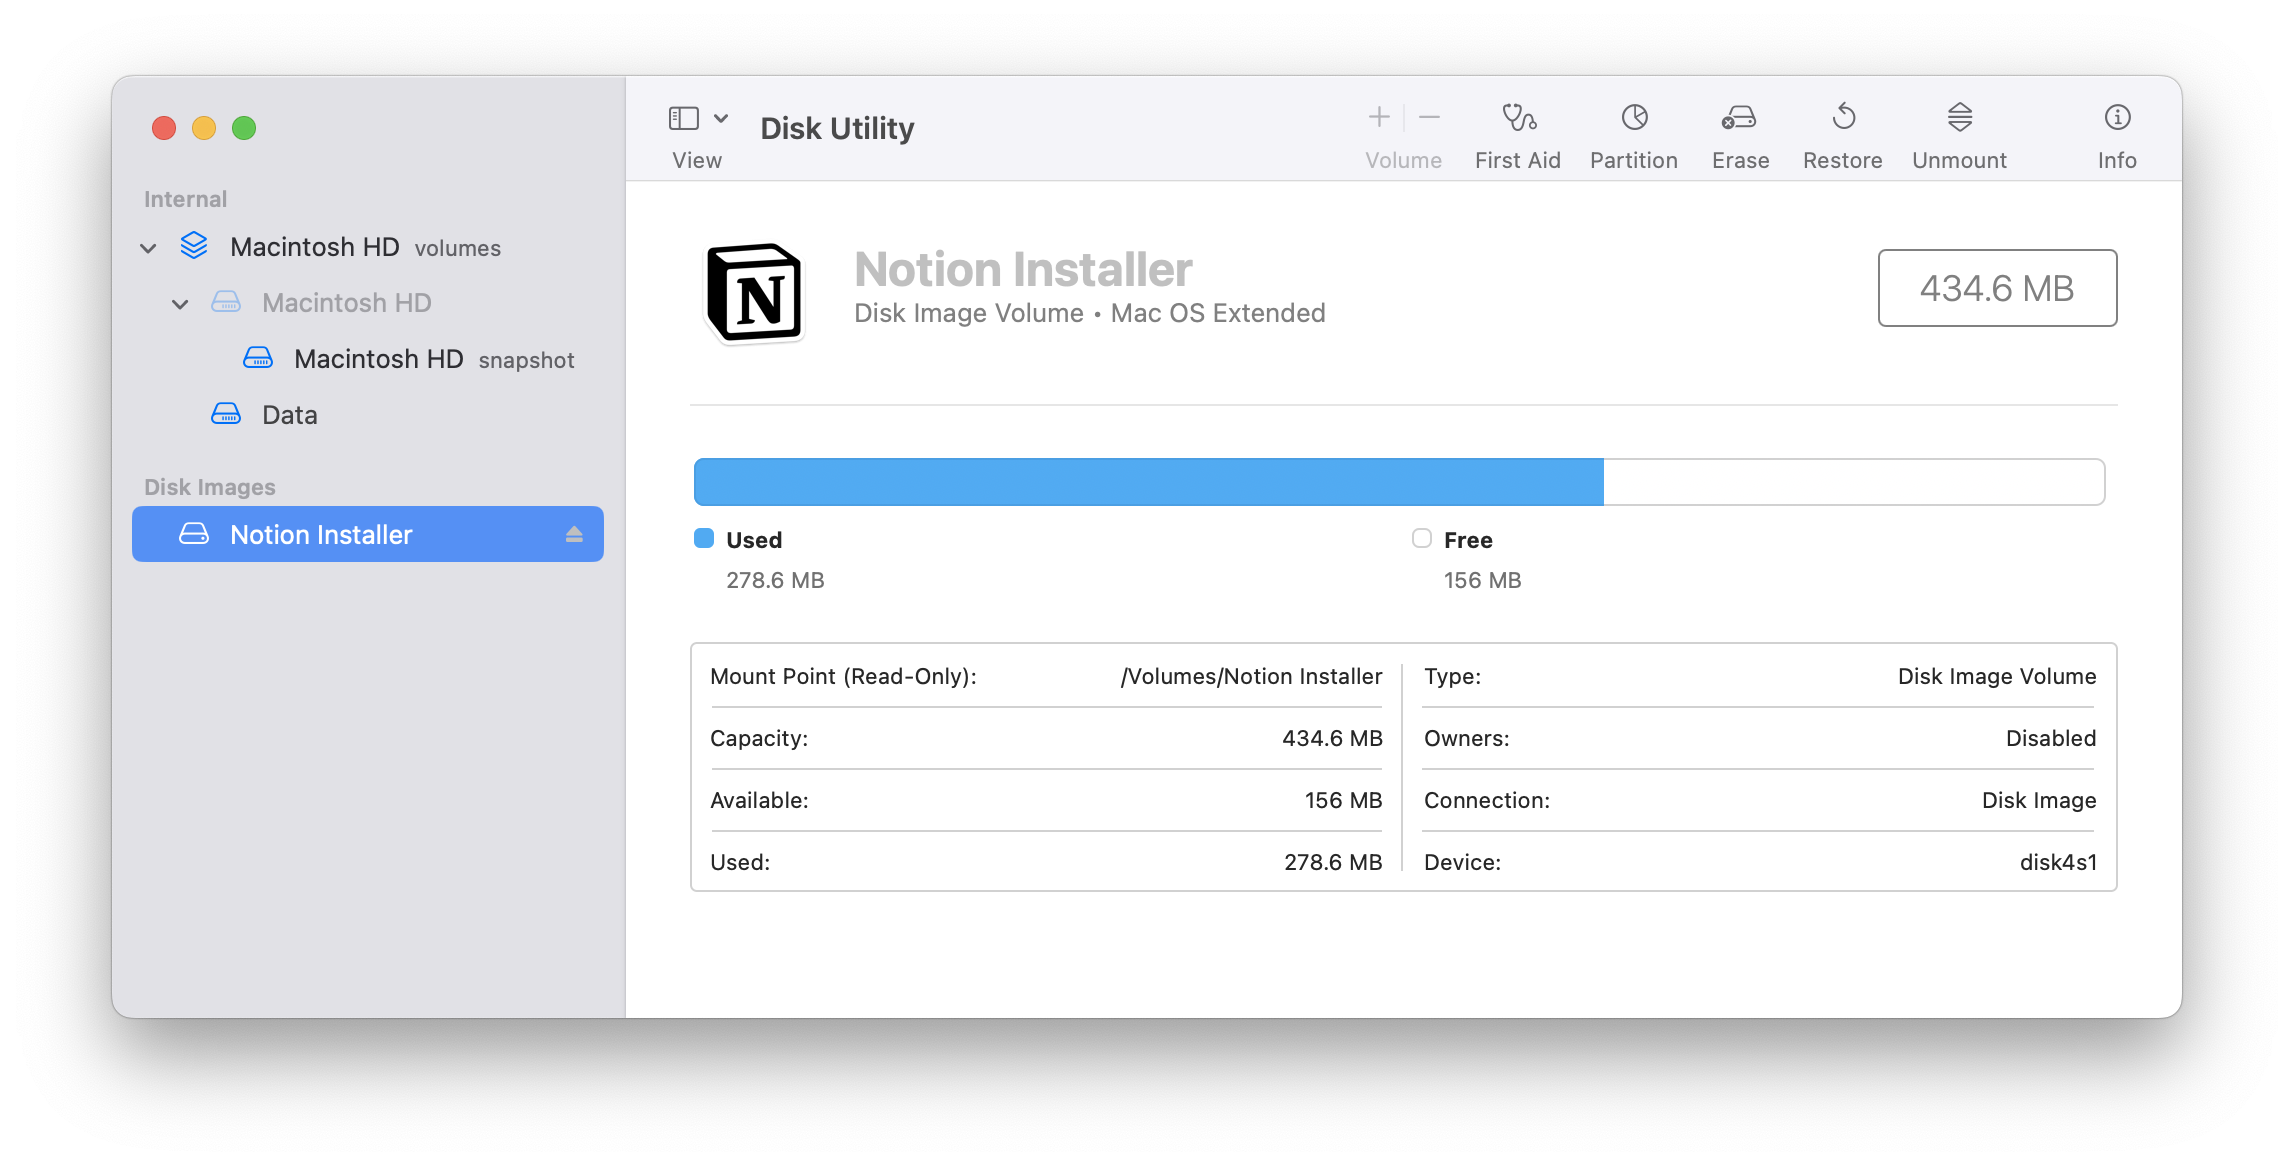 Disk Utility
View
Volume
First Aid
Partition
Erase
Restore
Unmount
Info
Internal
Macintosh HD volumes
Macintosh HD
Macintosh HD snapshot
Data
Disk Images
Notion Installer
N
Notion Installer
Disk Image Volume • Mac OS Extended
434.6 MB
Used
278.6 MB
Free
156 MB
Mount Point (Read-Only): /Volumes/Notion Installer
Capacity: 434.6 MB
Available: 156 MB
Used: 278.6 MB
Type: Disk Image Volume
Owners: Disabled
Connection: Disk Image
Device: disk4s1